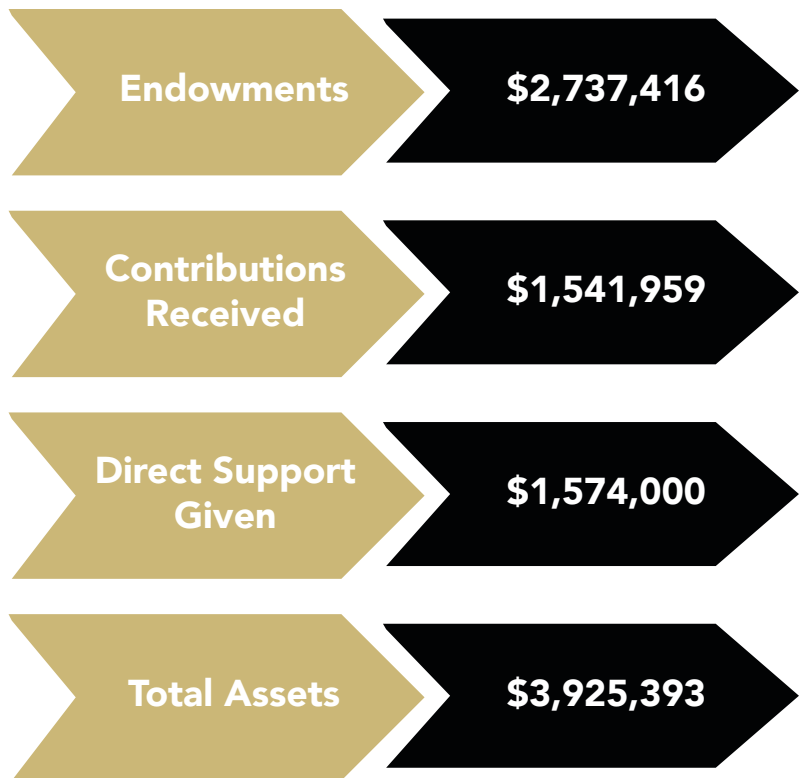 Endowments
$2,737,416
Contributions
Received
$1,541,959
Direct Support
Given
$1,574,000
Total Assets
$3,925,393